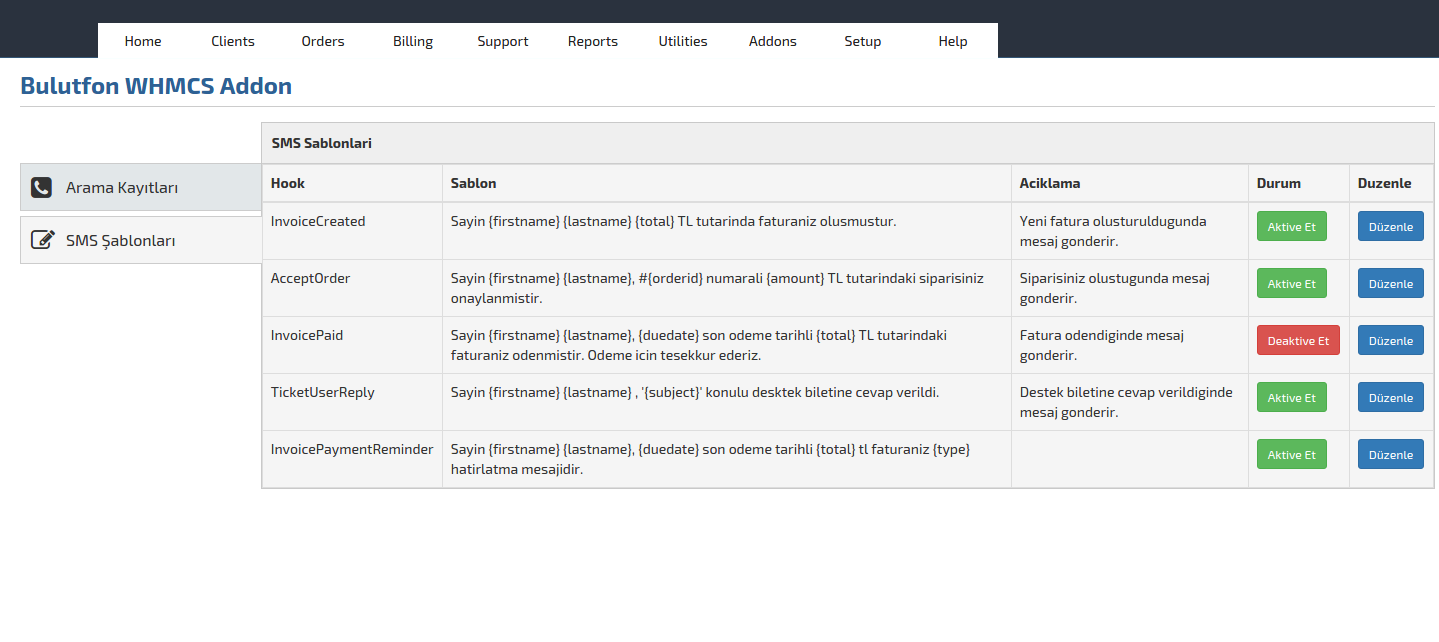 Home Clients Orders Billing Support Reports Utilities Addons Setup Help
Bulutfon WHMCS Addon
Arama Kayıtları
SMS Şablonları
SMS Sablonlari
Hook Sablon Aciklama Durum Duzenle
InvoiceCreated Sayin {firstname} {lastname} {total} TL tutarinda faturaniz olusmustur. Yeni fatura olusturuldugunda Aktive Et Düzenle
mesaj gonderir.
AcceptOrder Sayin {firstname} {lastname}, #{orderid} numarali {amount} TL tutarindaki siparisiniz Siparisiniz olustugunda mesaj Aktive Et Düzenle
onaylanmistir. gonderir.
InvoicePaid Sayin {firstname} {lastname}, {duedate} son odeme tarihli {total} TL tutarindaki Fatura odendiginde mesaj Deaktive Et Düzenle
faturaniz odenmistir. Odeme icin tesekkur ederiz. gonderir.
TicketUserReply Sayin {firstname} {lastname} , '{subject}' konulu desktek biletine cevap verildi. Destek biletine cevap verildiginde Aktive Et Düzenle
mesaj gonderir.
InvoicePaymentReminder Sayin {firstname} {lastname}, {duedate} son odeme tarihli {total} tl faturaniz {type} Aktive Et Düzenle
hatirlatma mesajidir.